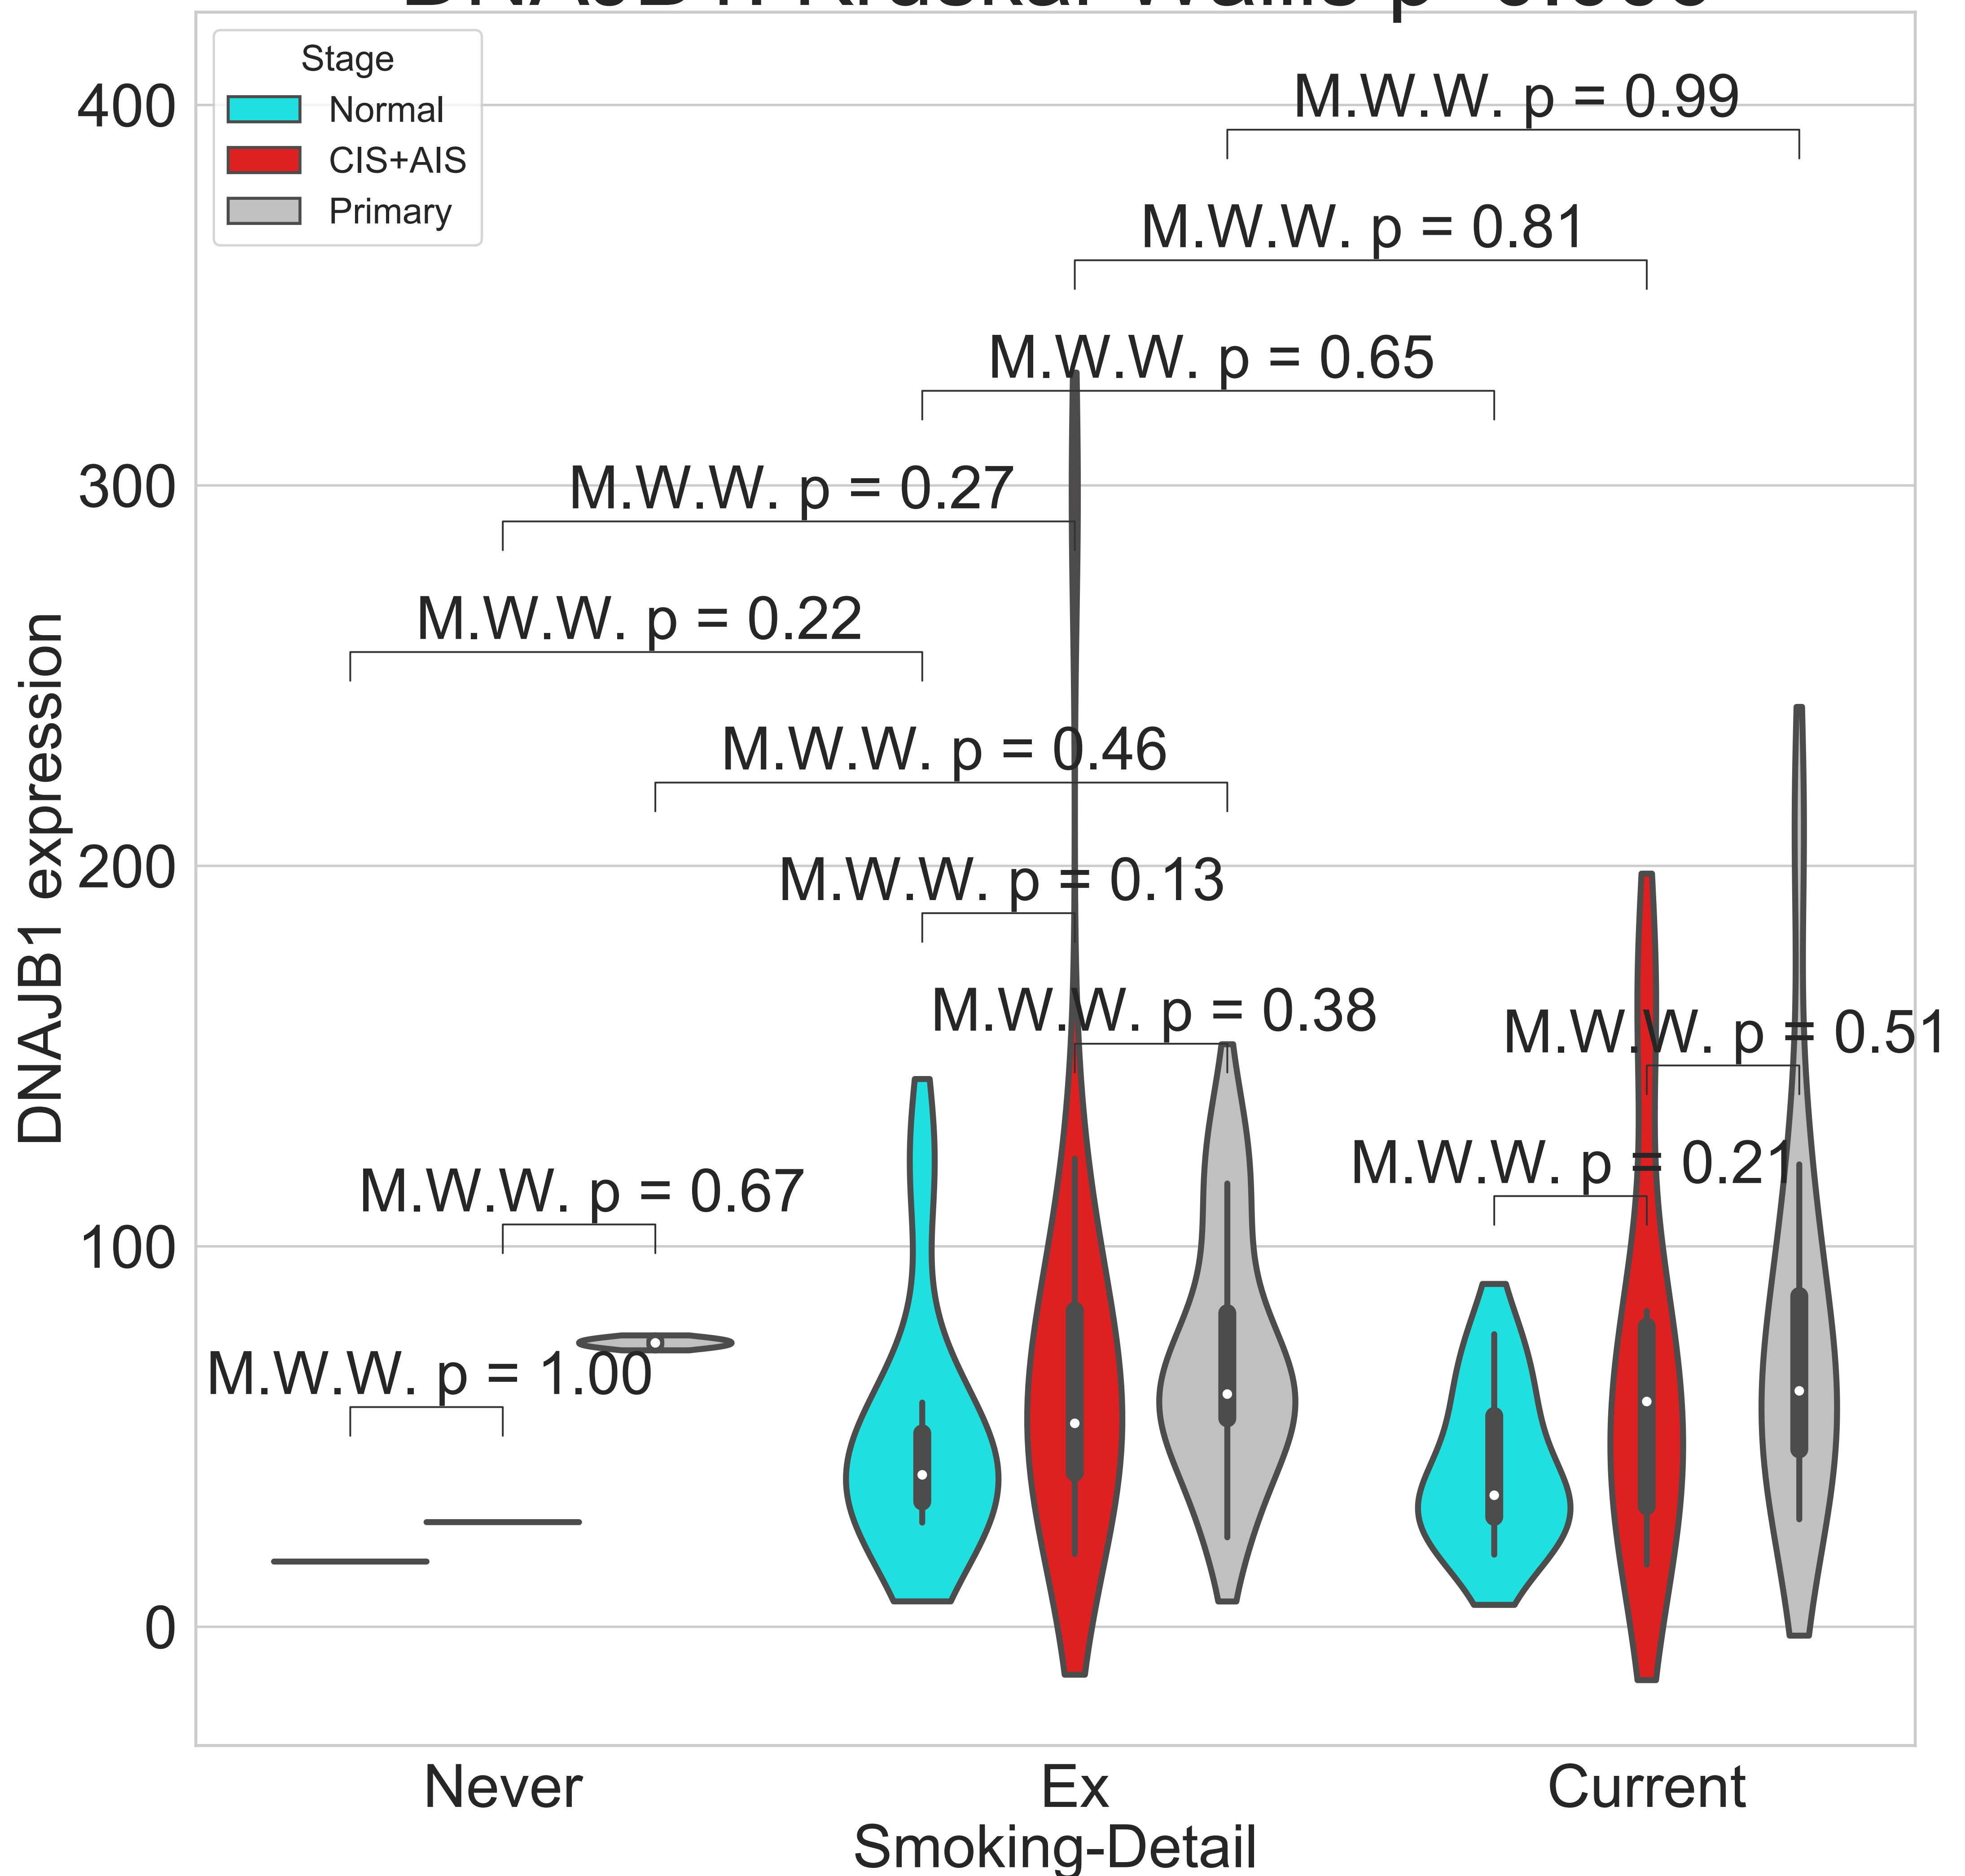 Stage
Normal
CIS+AIS
Primary
400
300
200
100
0
DNAJB1 expression
M.W.W. p = 0.99
M.W.W. p = 0.81
M.W.W. p = 0.65
M.W.W. p = 0.27
M.W.W. p = 0.22
M.W.W. p = 0.46
M.W.W. p = 0.13
M.W.W. p = 0.38
M.W.W. p = 0.51
M.W.W. p = 0.21
M.W.W. p = 0.67
M.W.W. p = 1.00
Never
Ex
Current
Smoking-Detail